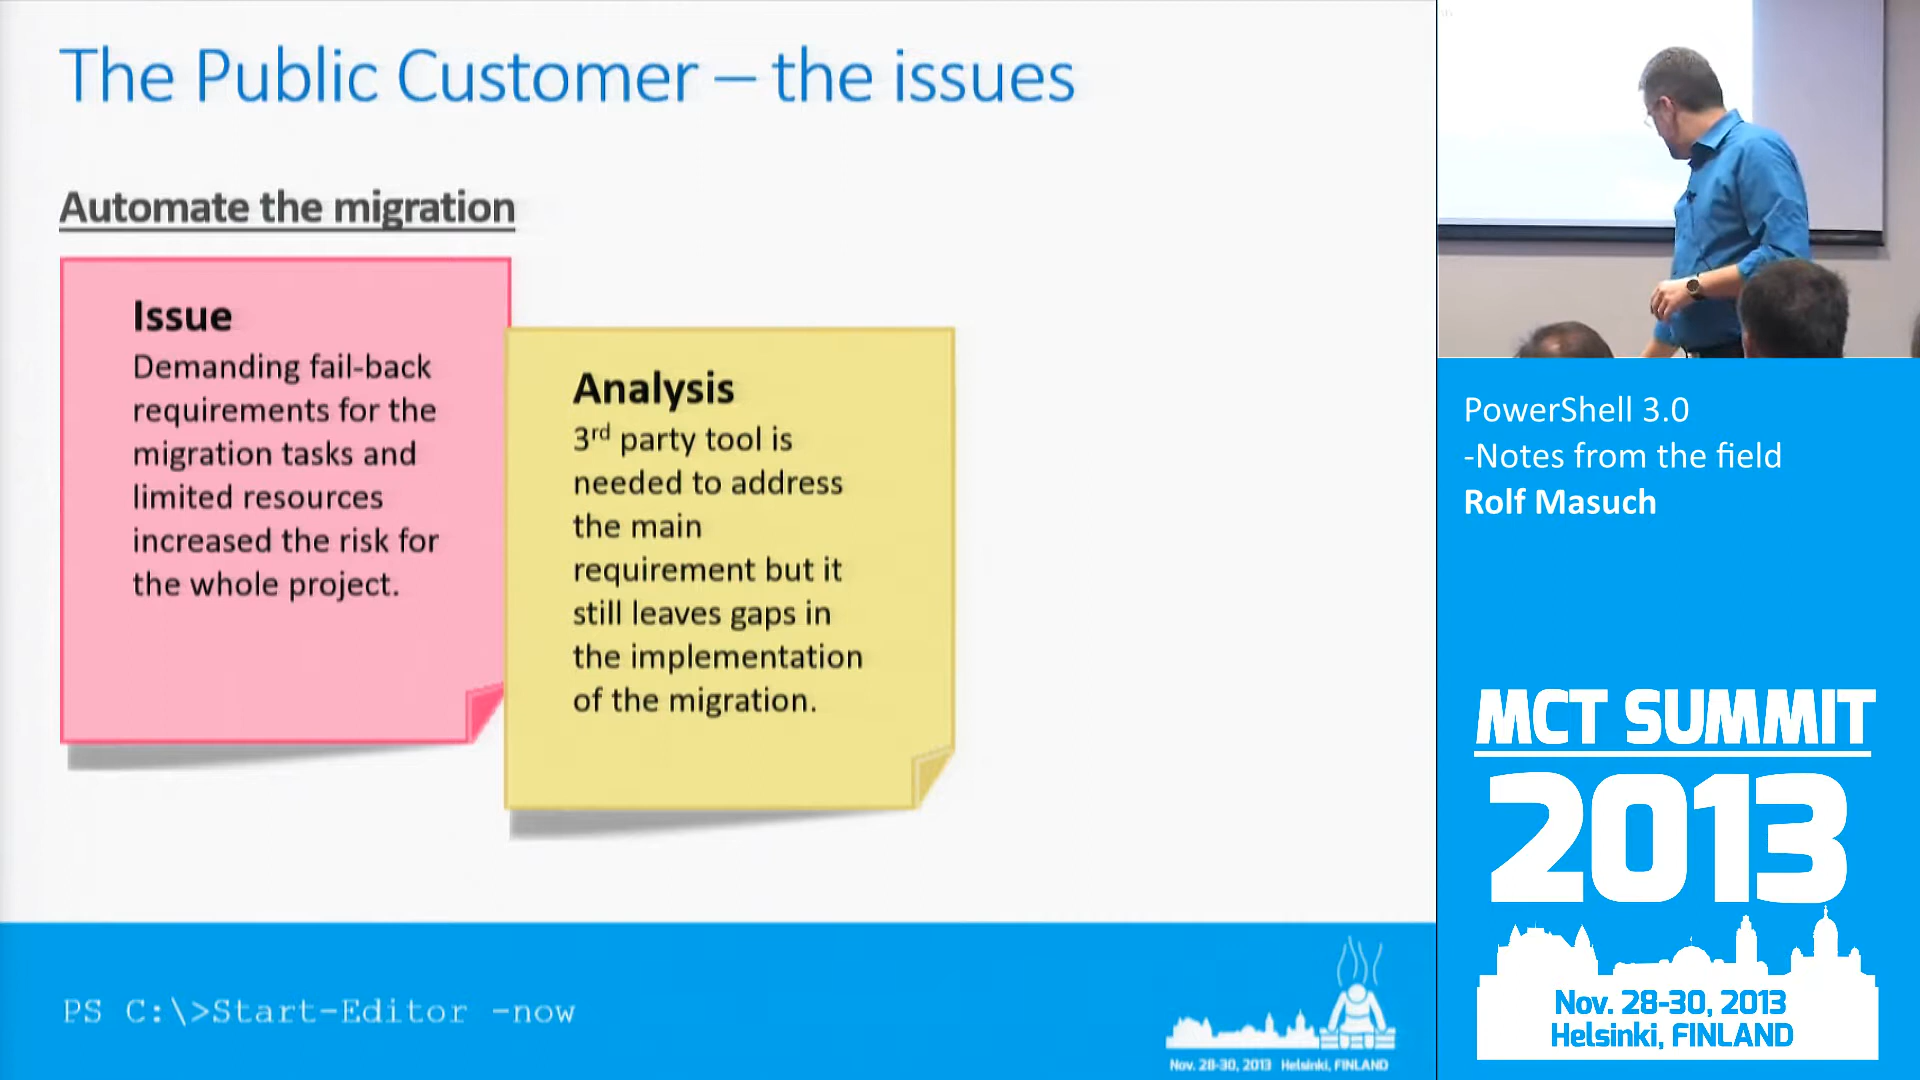 The Public Customer – the issues
Automate the migration
Issue
Demanding fail-back
requirements for the
migration tasks and
limited resources
increased the risk for
the whole project.
Analysis
3rd party tool is
needed to address
the main
requirement but it
still leaves gaps in
the implementation
of the migration.
PS C:\>Start-Editor -now
Nov. 28-30, 2013 Helsinki, FINLAND
PowerShell 3.0
-Notes from the field
Rolf Masuch
MCT SUMMIT
2013
Nov. 28-30, 2013
Helsinki, FINLAND